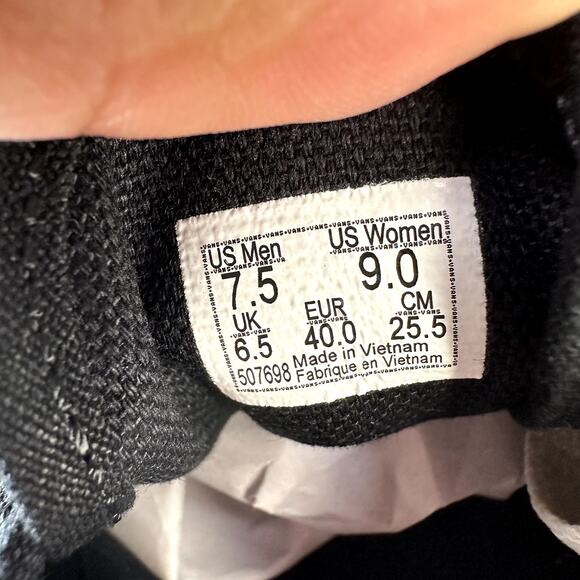 US Men US Women
7.5 9.0
UK EUR CM
6.5 40.0 25.5
Made in Vietnam
507698 Fabrique en Vietnam